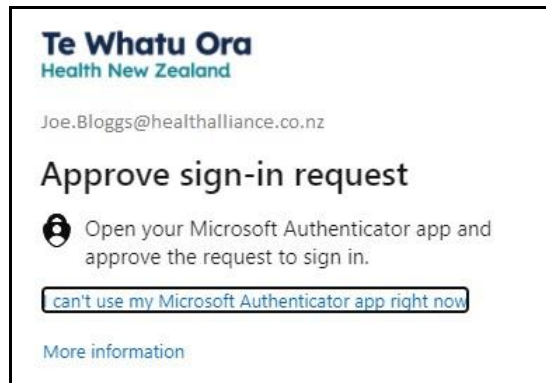 Te Whatu Ora
Health New Zealand
Joe.Bloggs@healthalliance.co.nz
Approve sign-in request
Open your Microsoft Authenticator app and
approve the request to sign in.
I can't use my Microsoft Authenticator app right now
More information